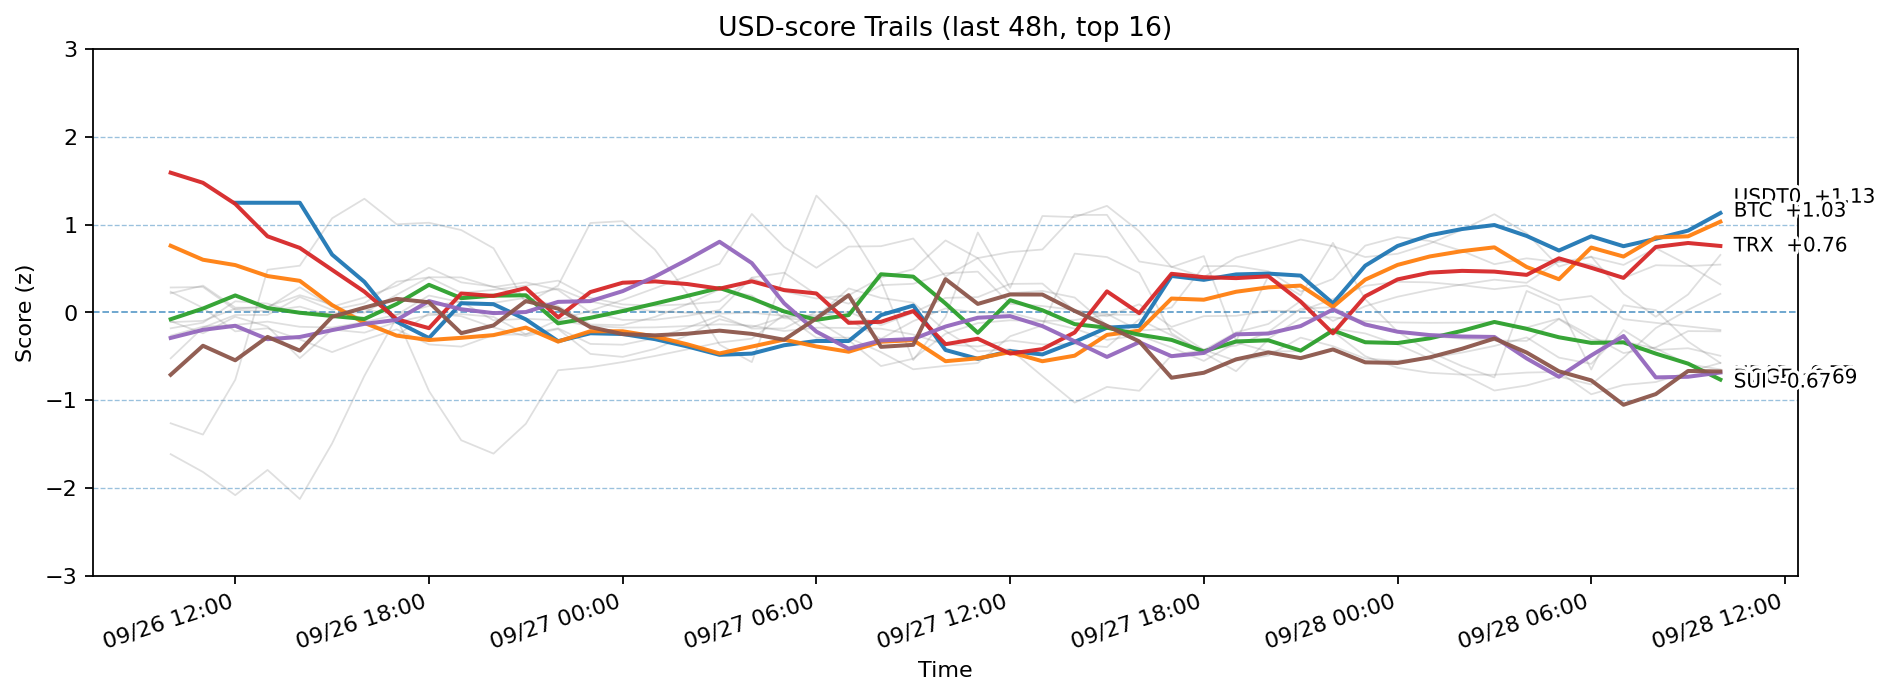 USD-score Trails (last 48h, top 16)
Score (z)
3
2
1
0
−1
−2
−3
USDT0 +1.13
BTC +1.03
TRX +0.76
SUI −0.67
09/26 12:00
09/26 18:00
09/27 00:00
09/27 06:00
09/27 12:00
09/27 18:00
09/28 00:00
09/28 06:00
09/28 12:00
Time